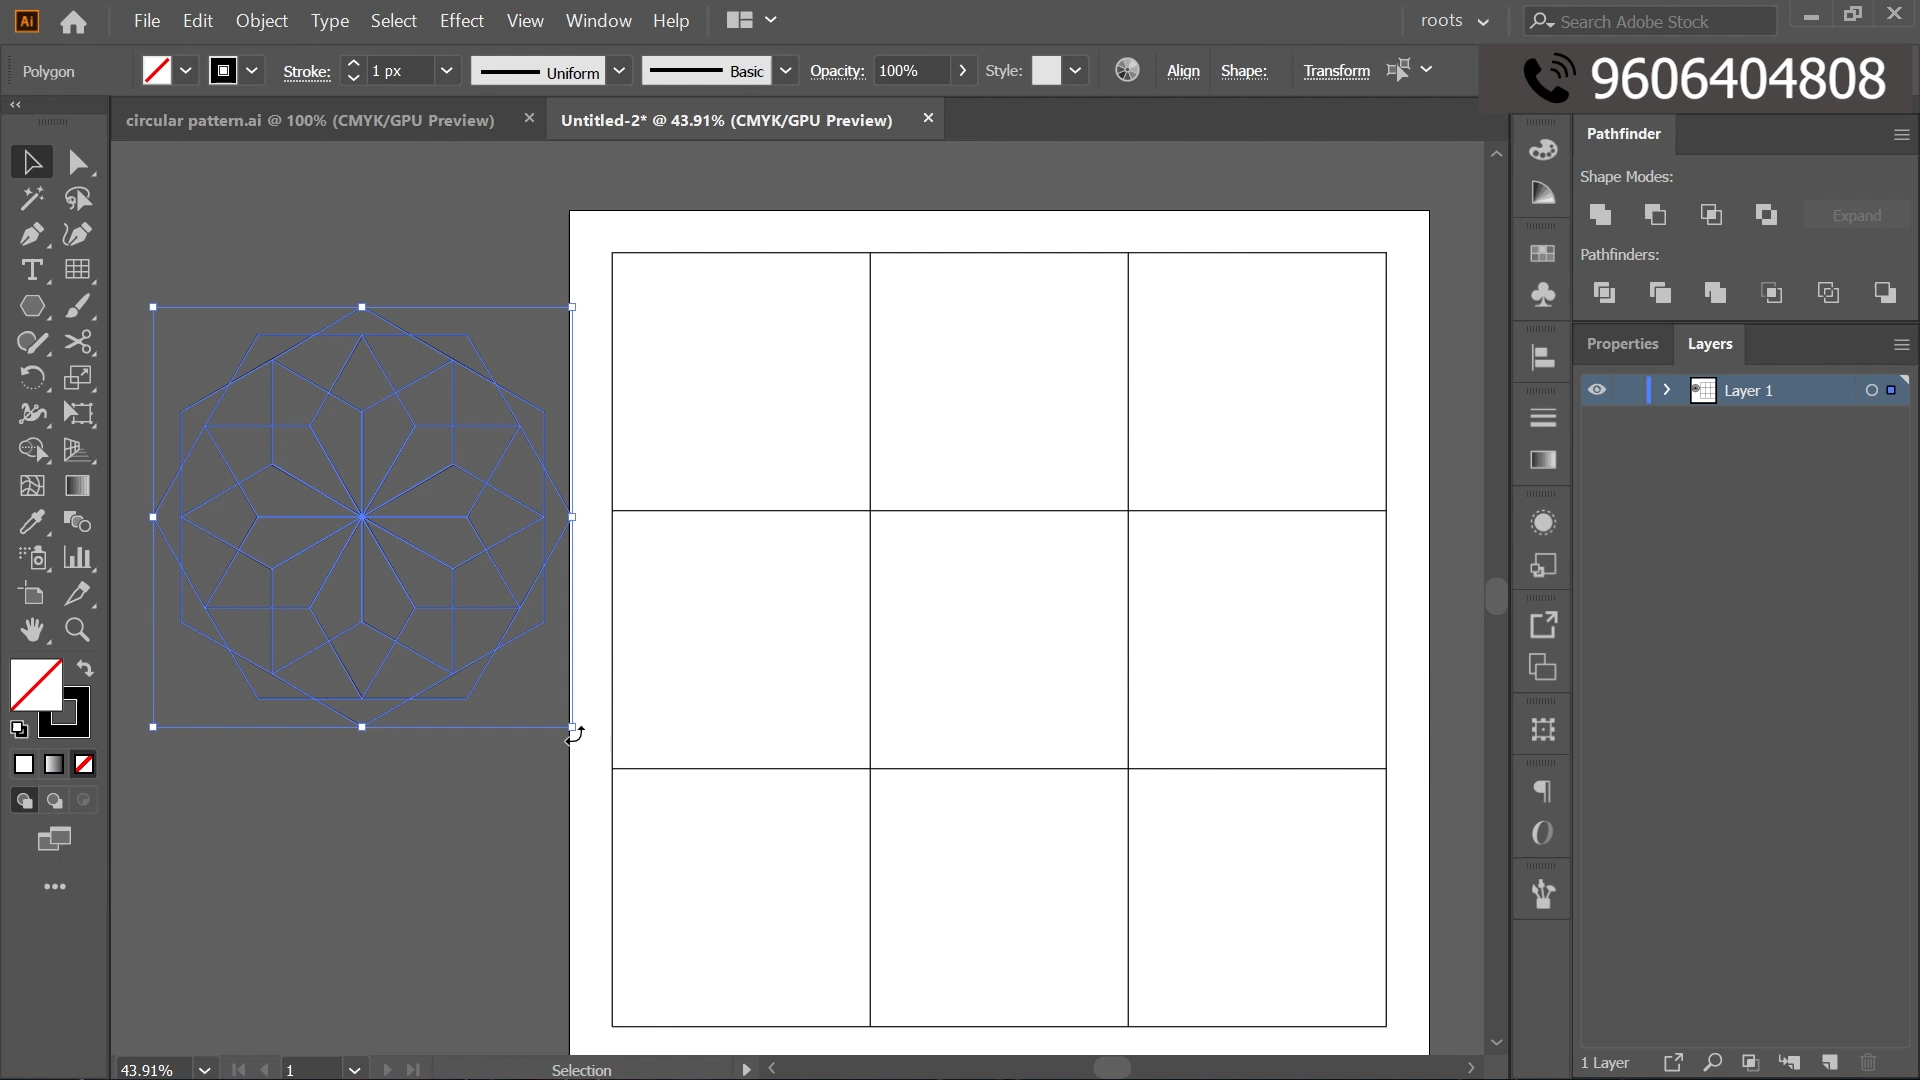 Ai File Edit Object Type Select Effect View Window Help roots Search Adobe Stock
Polygon Stroke: 1 px Uniform Basic Opacity: 100% Style: Align Shape: Transform 9606404808
circular pattern.ai @ 100% (CMYK/GPU Preview) Untitled-2* @ 43.91% (CMYK/GPU Preview)
Pathfinder
Shape Modes:
Expand
Pathfinders:
Properties Layers
Layer 1
1 Layer
43.91% 1 Selection